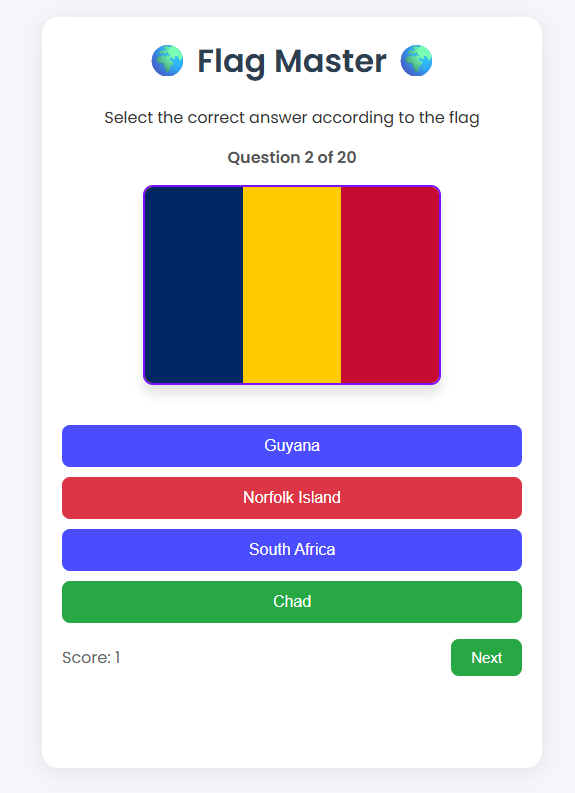 Flag Master
Select the correct answer according to the flag
Question 2 of 20
Guyana
Norfolk Island
South Africa
Chad
Score: 1
Next